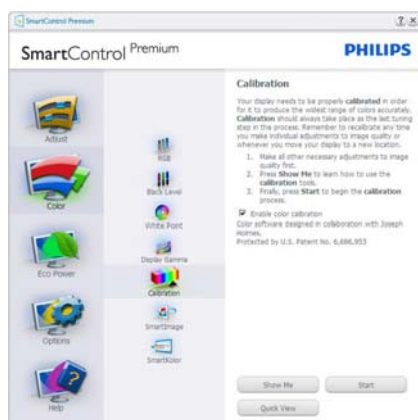 SmartControl Premium
SmartControl Premium
PHILIPS
Adjust
Color
Eco Power
Options
Help
RGB
Black Level
White Point
Display Gamma
Calibration
SmartImage
SmartKolor
Calibration
Your display needs to be properly calibrated in order
for it to produce the widest range of colors accurately.
Calibration should always take place as the last tuning
step in the process. Remember to recalibrate any time
you make individual adjustments to image quality or
whenever you move your display to a new location.
1. Make all other necessary adjustments to image
quality first.
2. Press Show Me to learn how to use the
calibration tools.
3. Finally, press Start to begin the calibration
process.
Enable color calibration
Color software designed in collaboration with Joseph
Holmes.
Protected by U.S. Patent No. 6,686,953
Show Me
Start
Quick View